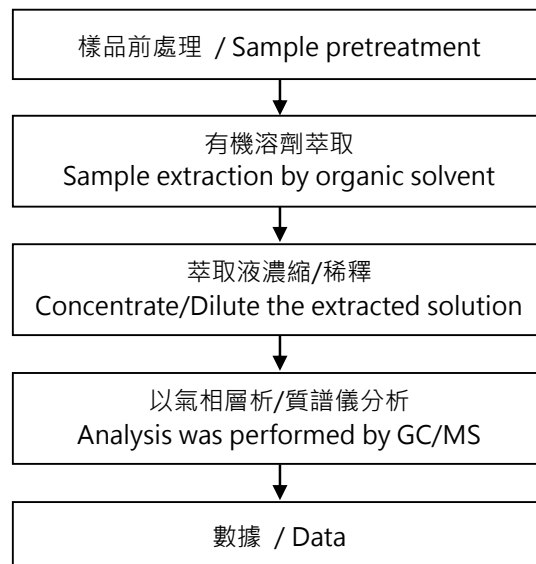 樣品前處理 / Sample pretreatment
有機溶劑萃取
Sample extraction by organic solvent
萃取液濃縮/稀釋
Concentrate/Dilute the extracted solution
以氣相層析/質譜儀分析
Analysis was performed by GC/MS
數據 / Data